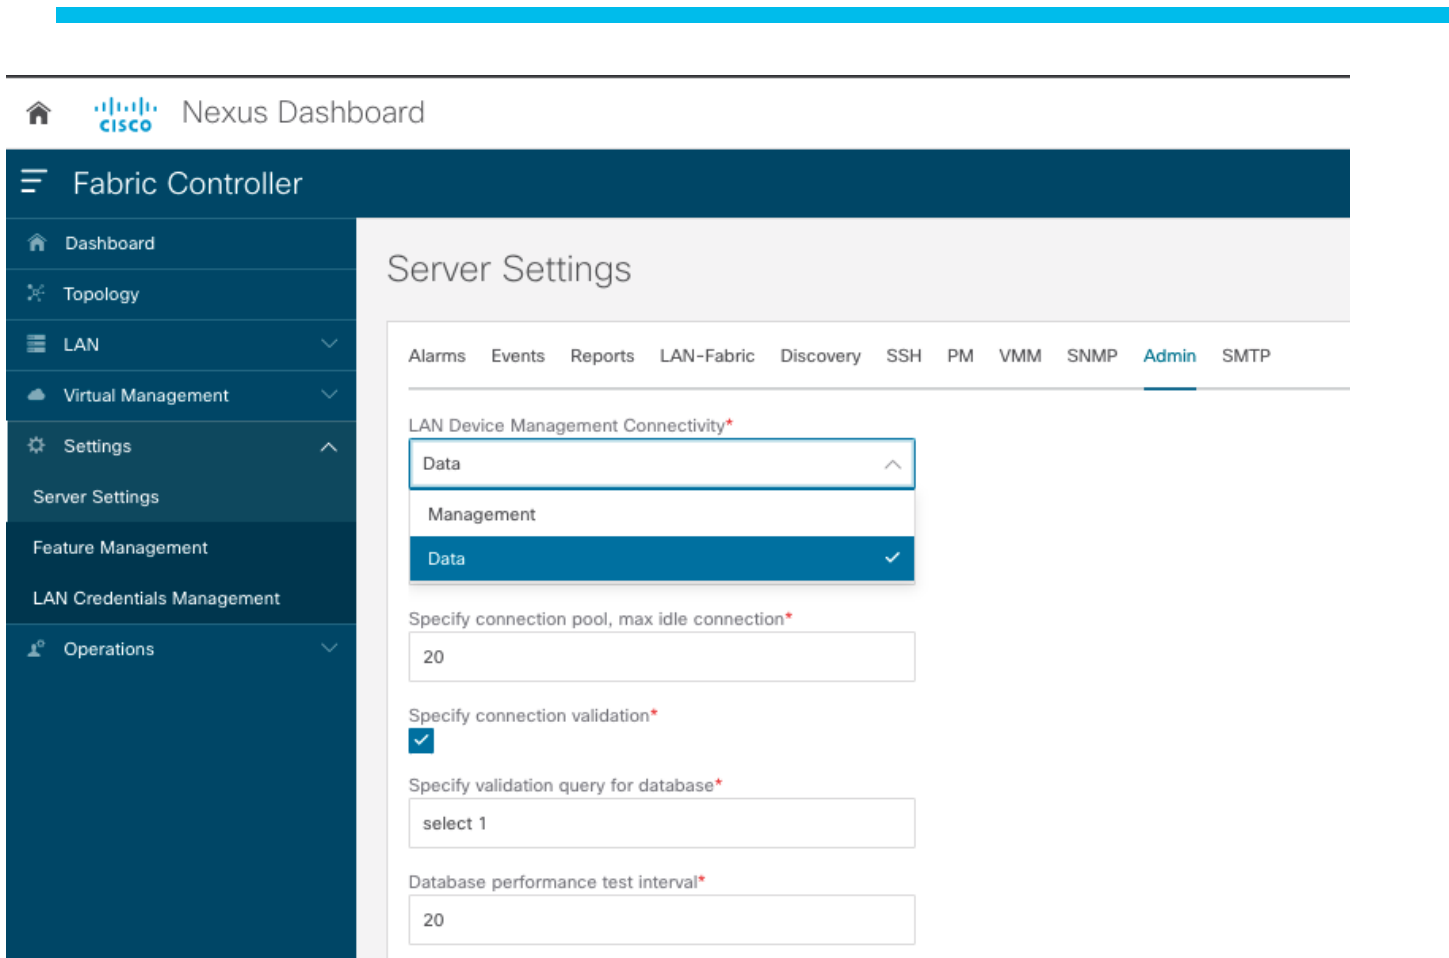 CISCO Nexus Dashboard
Fabric Controller
Dashboard
Topology
LAN
Virtual Management
Settings
Server Settings
Feature Management
LAN Credentials Management
Operations
Server Settings
Alarms Events Reports LAN-Fabric Discovery SSH PM VMM SNMP Admin SMTP
LAN Device Management Connectivity*
Data
Management
Data
Specify connection pool, max idle connection*
20
Specify connection validation*
Specify validation query for database*
select 1
Database performance test interval*
20